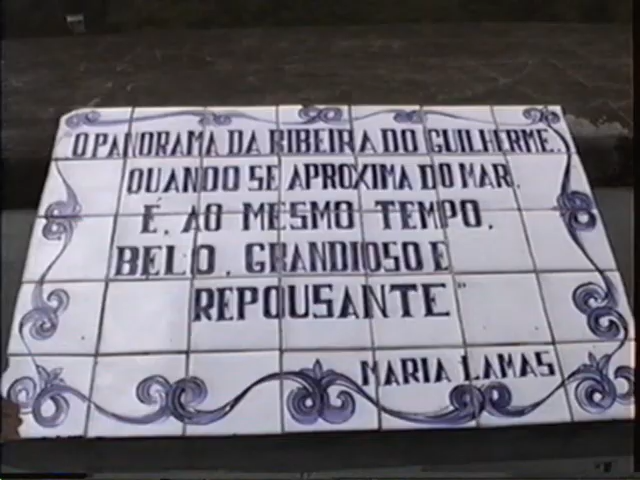 O PANORAMA DA RIBEIRA DO GUILHERME.
QUANDO SE APROXIMA DO MAR,
É, AO MESMO TEMPO,
BELO, GRANDIOSO E
REPOUSANTE"
MARIA LAMAS